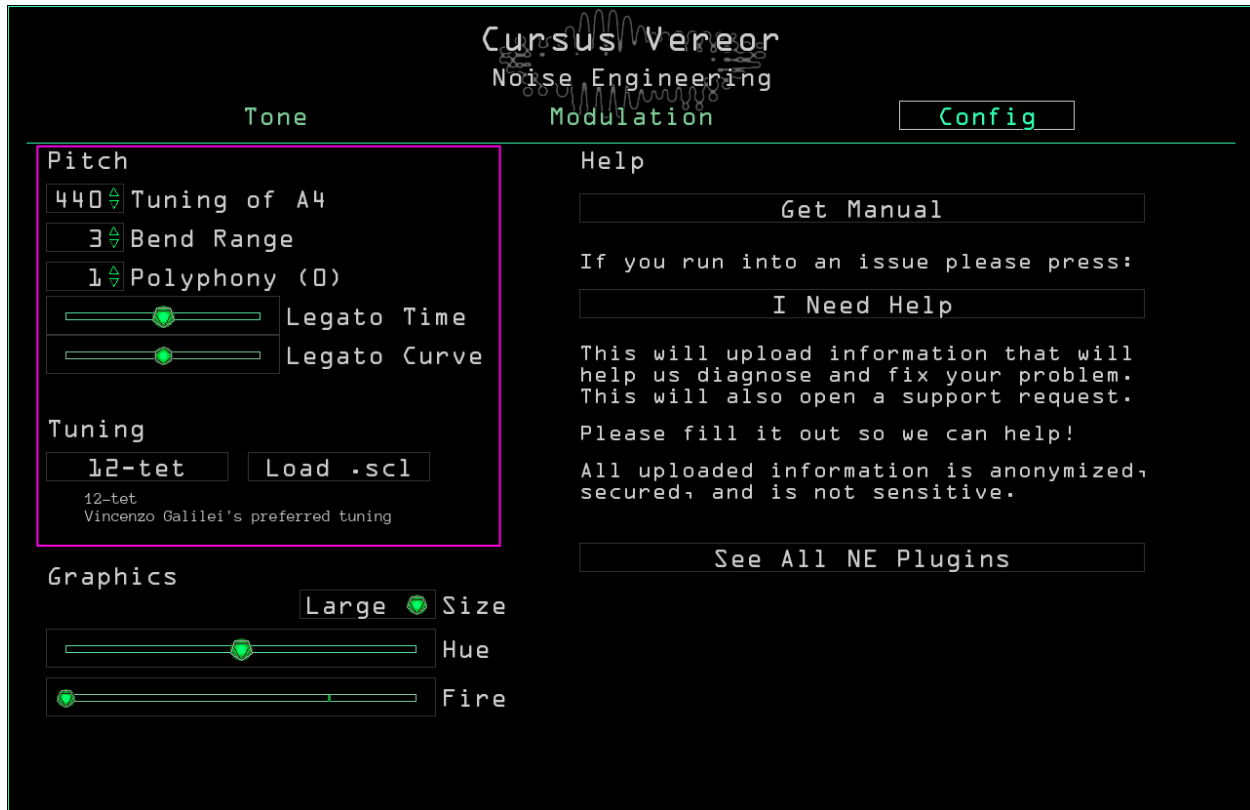 Cursus Vereor
Noise Engineering
Tone
Modulation
Config
Pitch
440 Tuning of A4
3 Bend Range
1 Polyphony (0)
Legato Time
Legato Curve
Tuning
12-tet
Load .scl
12-tet
Vincenzo Galilei's preferred tuning
Graphics
Large Size
Hue
Fire
Help
Get Manual
If you run into an issue please press:
I Need Help
This will upload information that will
help us diagnose and fix your problem.
This will also open a support request.
Please fill it out so we can help!
All uploaded information is anonymized,
secured, and is not sensitive.
See All NE Plugins